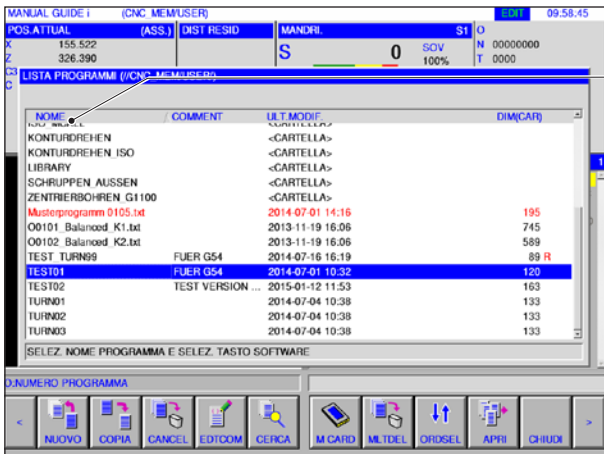 MANUAL GUIDE i (CNC_MEM/USER) EDIT 09:58:45
POS.ATTUAL (ASS.) DIST RESID MANDRI. S1 O
X 155.522 S 0 SOV 100% N 00000000
Z 326.390 T 0000
C3
C
LISTA PROGRAMMI (//CNC_MEM/USER/)
NOME COMMENT ULT.MODIF. DIM(CAR)
KONTURDREHEN <CARTELLA>
KONTURDREHEN_ISO <CARTELLA>
LIBRARY <CARTELLA>
SCHRUPPEN_AUSSEN <CARTELLA>
ZENTRIERBOHREN_G1100 <CARTELLA>
Musterprogramm 0105.txt 2014-07-01 14:16 195
O0101_Balanced_K1.txt 2013-11-19 16:06 745
O0102_Balanced_K2.txt 2013-11-19 16:06 589
TEST_TURN99 FUER G54 2014-07-16 16:19 89 R
TEST01 FUER G54 2014-07-01 10:32 120
TEST02 TEST VERSION ... 2015-01-12 11:53 163
TURN01 2014-07-04 10:38 133
TURN02 2014-07-04 10:38 133
TURN03 2014-07-04 10:38 133
SELEZ. NOME PROGRAMMA E SELEZ. TASTO SOFTWARE
O:NUMERO PROGRAMMA
< NUOVO COPIA CANCEL EDTCOM CERCA M CARD MLTDEL ORDSEL APRI CHIUDI >